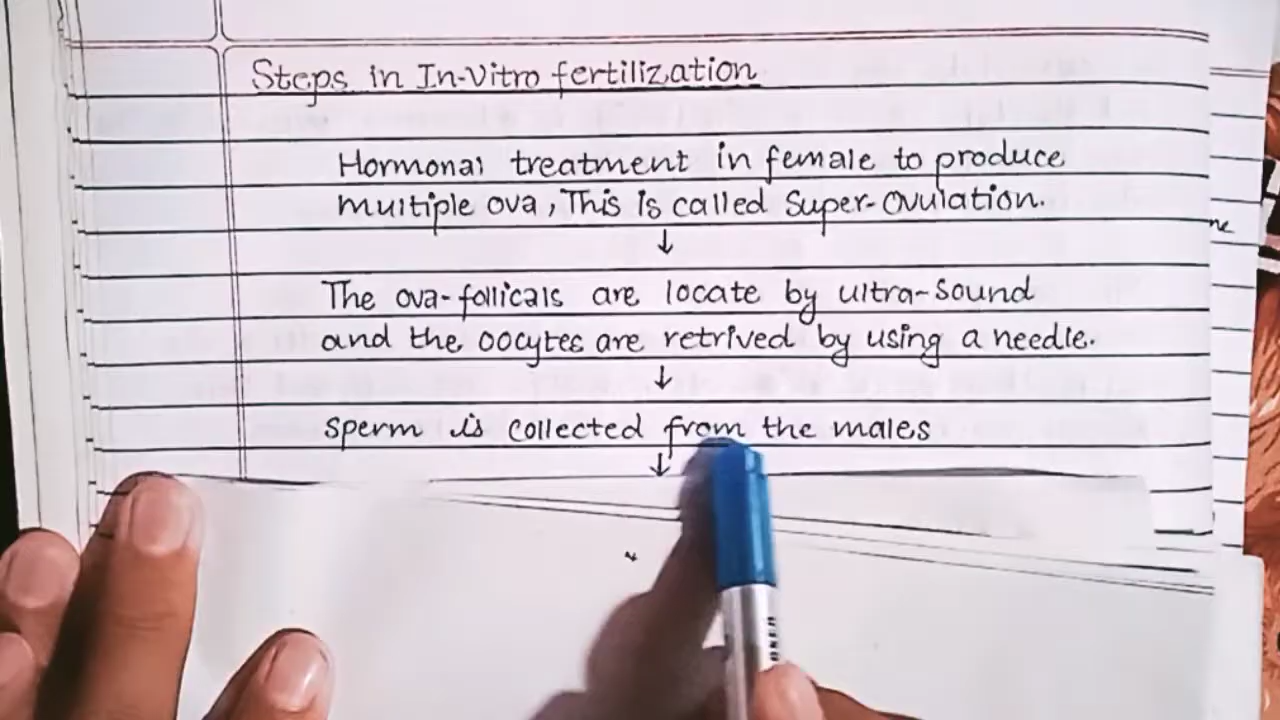 Steps in In-Vitro fertilization
Hormonal treatment in female to produce
multiple ova, This is called Super-Ovulation.
↓
The ova-follicals are locate by ultra-sound
and the oocytes are retrived by using a needle.
↓
sperm is collected from the males
↓